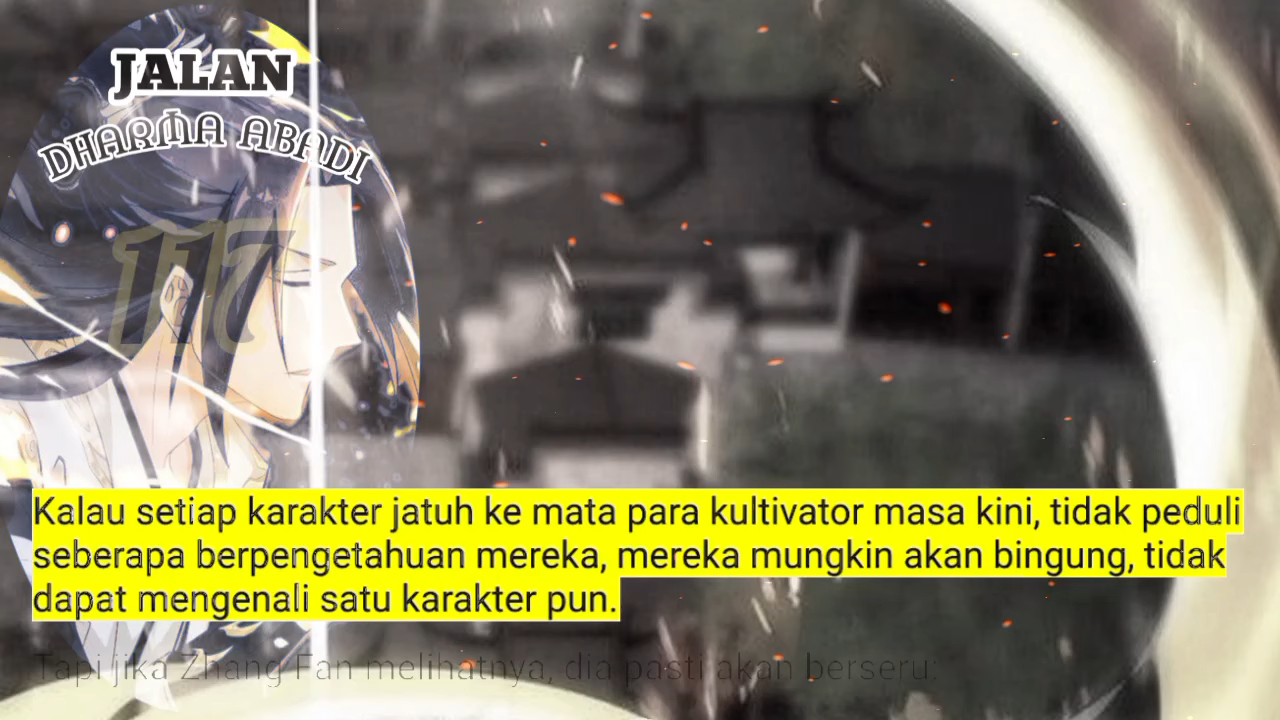 JALAN
DHARMA ABADI
117
Kalau setiap karakter jatuh ke mata para kultivator masa kini, tidak peduli
seberapa berpengetahuan mereka, mereka mungkin akan bingung, tidak
dapat mengenali satu karakter pun.
Tapi jika Zhang Fan melihatnya, dia pasti akan berseru: